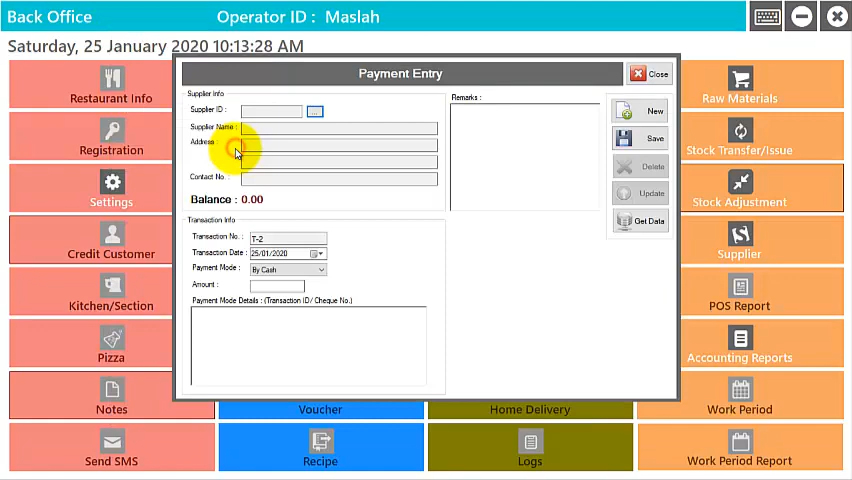 Back Office
Operator ID : Maslah
Saturday, 25 January 2020 10:13:28 AM
Payment Entry
Close
Supplier Info
Supplier ID :
...
Supplier Name :
Address :
Contact No. :
Balance : 0.00
Remarks :
New
Save
Delete
Update
Get Data
Transaction Info
Transaction No. :
T-2
Transaction Date :
25/01/2020
Payment Mode :
By Cash
Amount :
Payment Mode Details : (Transaction ID/ Cheque No.)
Restaurant Info
Registration
Settings
Credit Customer
Kitchen/Section
Pizza
Notes
Send SMS
Voucher
Recipe
Home Delivery
Logs
Raw Materials
Stock Transfer/Issue
Stock Adjustment
Supplier
POS Report
Accounting Reports
Work Period
Work Period Report